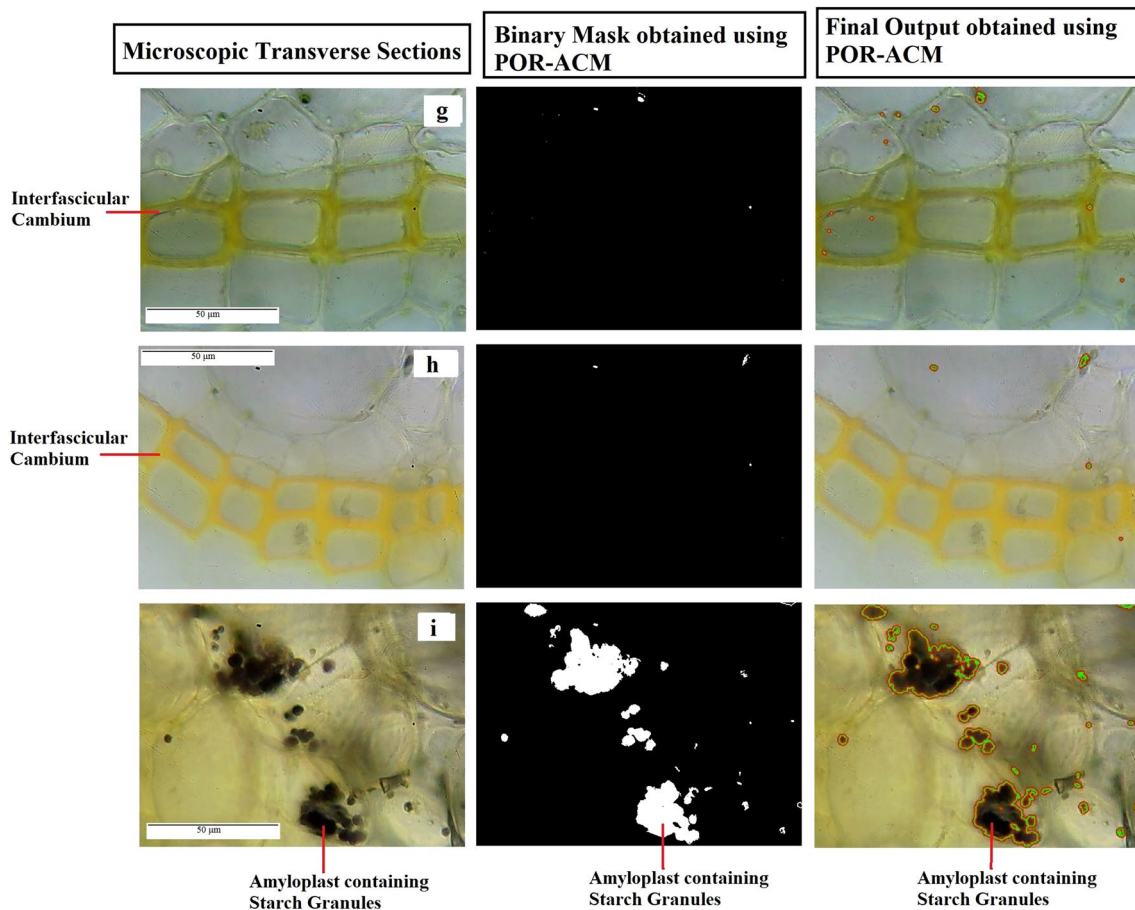 Microscopic Transverse Sections
Binary Mask obtained using
POR-ACM
Final Output obtained using
POR-ACM
g
Interfascicular
Cambium
50 μm
50 μm
h
Interfascicular
Cambium
i
50 μm
Amyloplast containing
Starch Granules
Amyloplast containing
Starch Granules
Amyloplast containing
Starch Granules